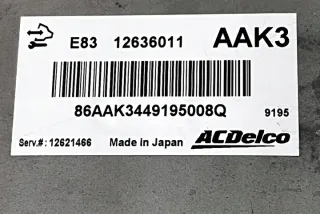 E83 12636011 AAK3
86AAK3449195008Q 9195
Serv.#: 12621466 Made in Japan ACDelco